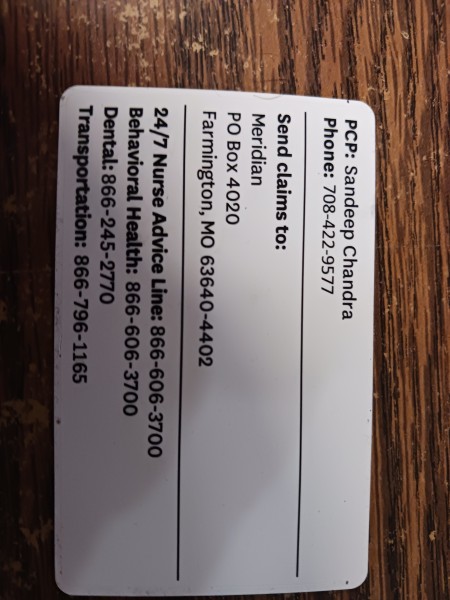 PCP: Sandeep Chandra
Phone: 708-422-9577
Send claims to:
Meridian
PO Box 4020
Farmington, MO 63640-4402
24/7 Nurse Advice Line: 866-606-3700
Behavioral Health: 866-606-3700
Dental: 866-245-2770
Transportation: 866-796-1165